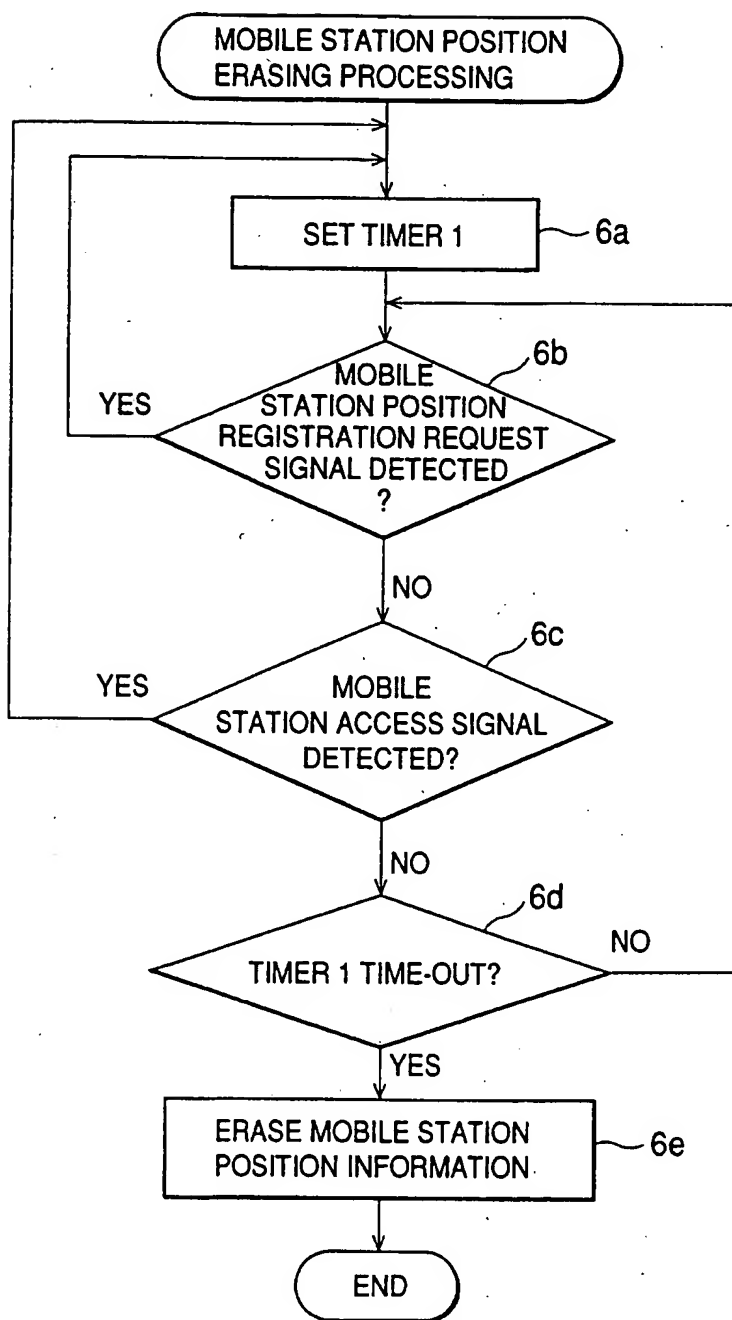 MOBILE STATION POSITION
ERASING PROCESSING
SET TIMER 1
6a
6b
MOBILE
STATION POSITION
REGISTRATION REQUEST
SIGNAL DETECTED
?
YES
NO
6c
MOBILE
STATION ACCESS SIGNAL
DETECTED?
YES
NO
6d
TIMER 1 TIME-OUT?
NO
YES
ERASE MOBILE STATION
POSITION INFORMATION
6e
END